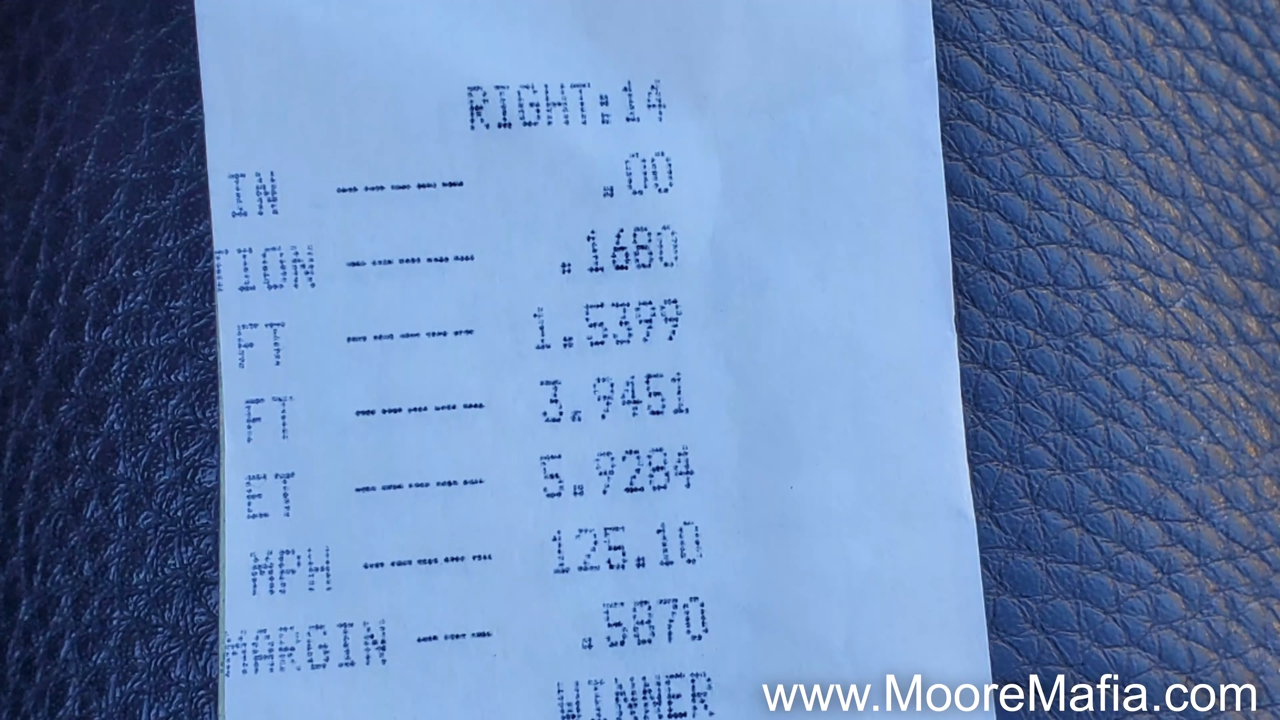 RIGHT:14
IN ----- .00
TION ----- .1680
FT ----- 1.5399
FT ----- 3.9451
ET ----- 5.9284
MPH ----- 125.10
MARGIN ---- .5870
WINNER
www.MooreMafia.com